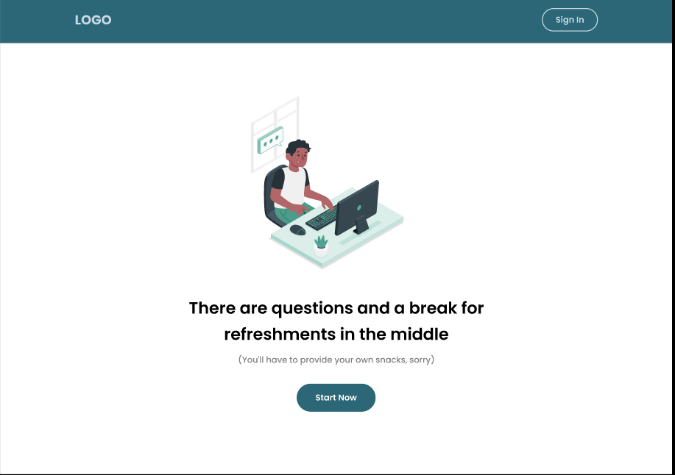 LOGO
Sign In
There are questions and a break for
refreshments in the middle
(You'll have to provide your own snacks, sorry)
Start Now